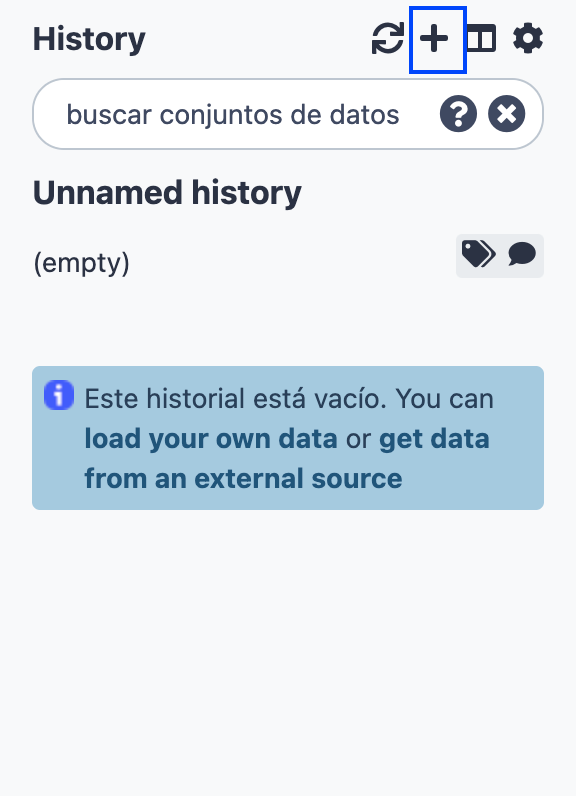 History
buscar conjuntos de datos
Unnamed history
(empty)
Este historial está vacío. You can
load your own data or get data
from an external source